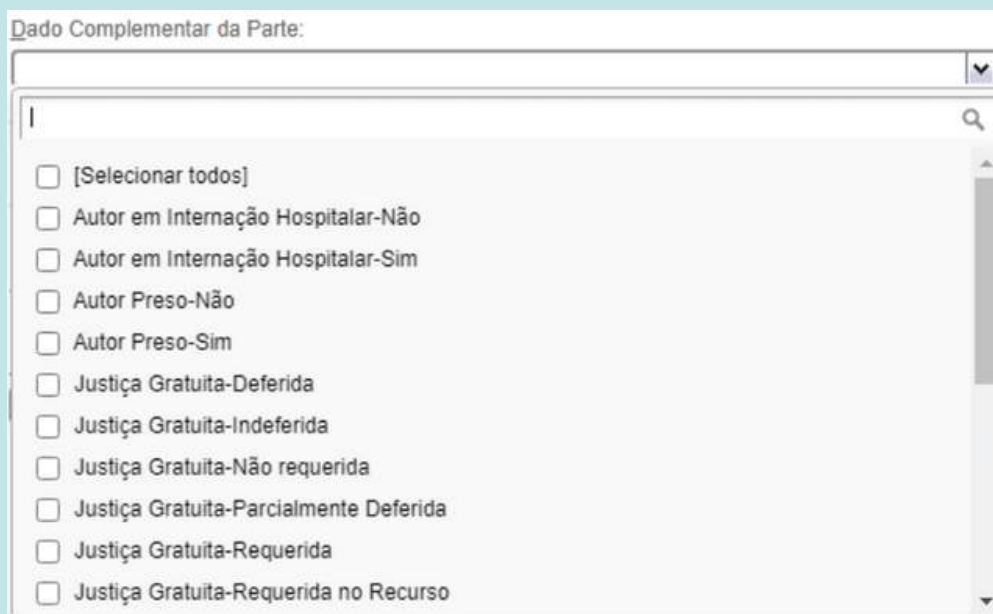 Dado Complementar da Parte:
[Selecionar todos]
Autor em Internação Hospitalar-Não
Autor em Internação Hospitalar-Sim
Autor Preso-Não
Autor Preso-Sim
Justiça Gratuita-Deferida
Justiça Gratuita-Indeferida
Justiça Gratuita-Não requerida
Justiça Gratuita-Parcialmente Deferida
Justiça Gratuita-Requerida
Justiça Gratuita-Requerida no Recurso